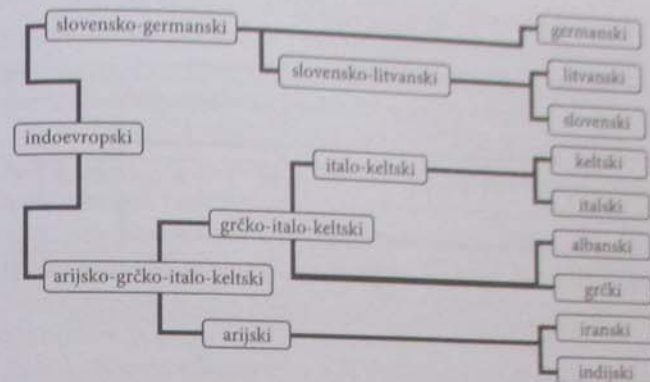 slovensko-germanski
germanski
slovensko-litvanski
litvanski
slovenski
indoevropski
italo-keltski
keltski
italski
grčko-italo-keltski
albanski
grčki
arijsko-grčko-italo-keltski
arijski
iranski
indijski